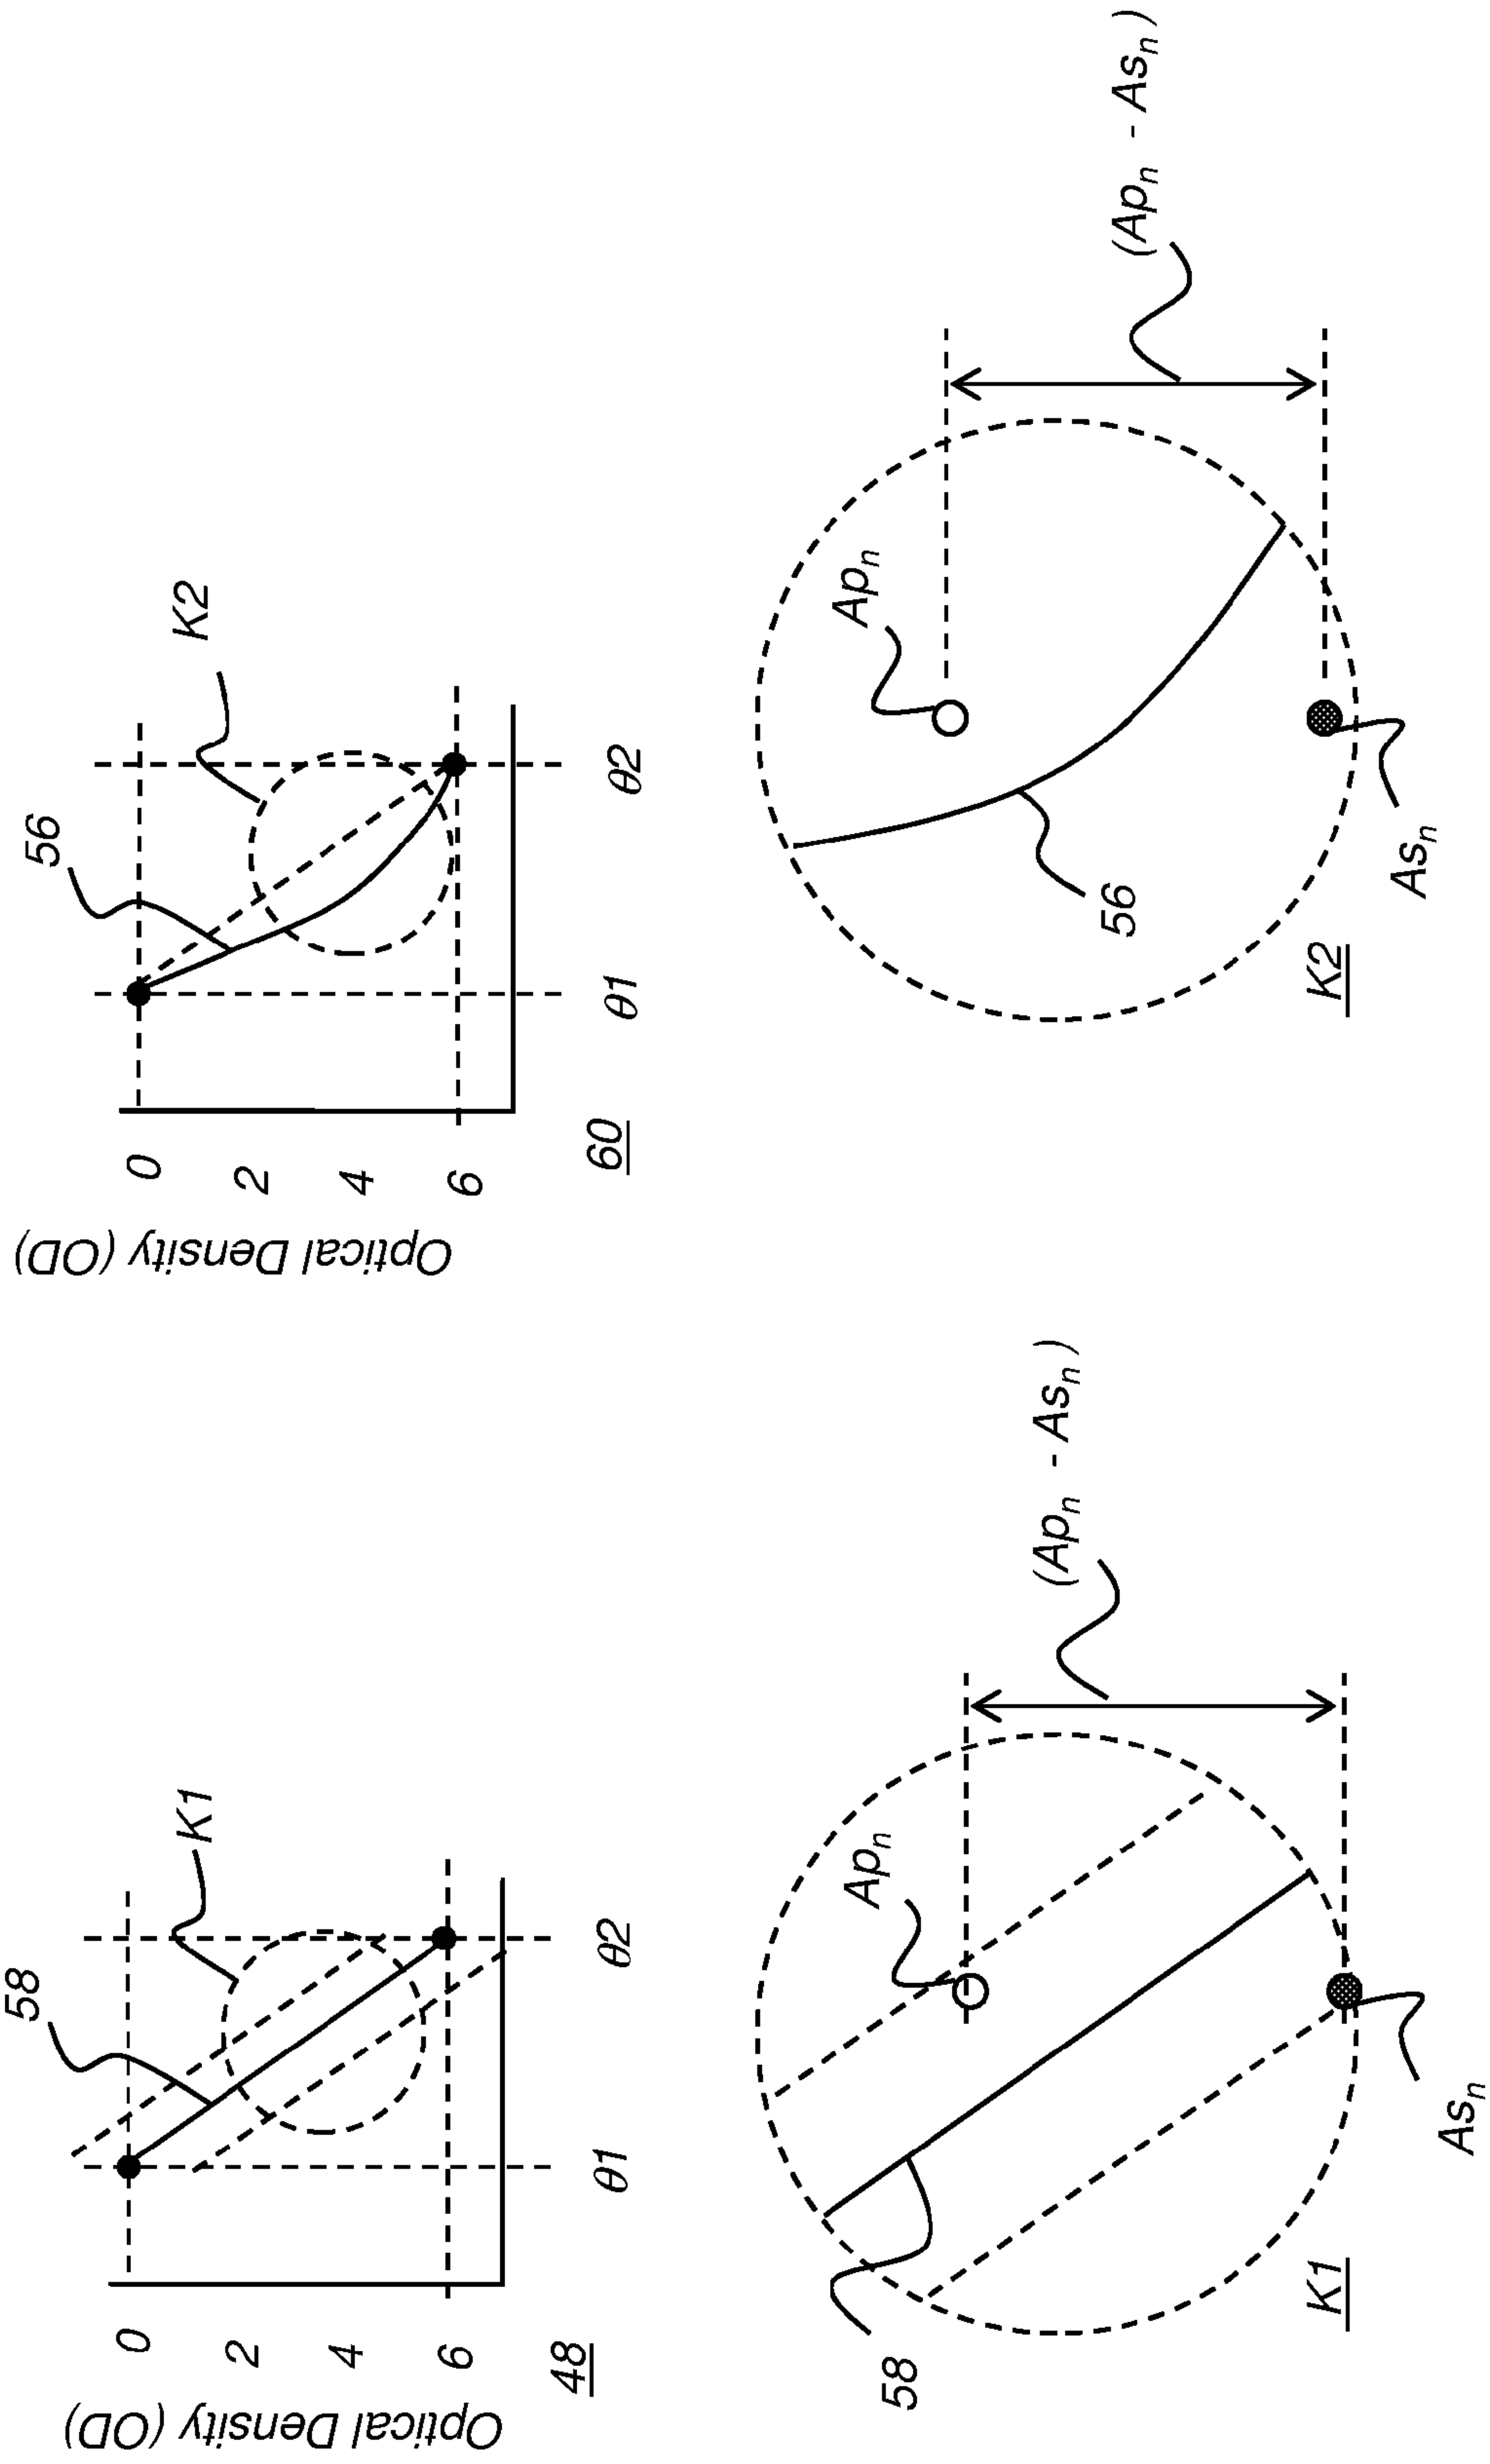 Optical Density (OD)
0
2
4
6
48
58
K1
θ1
θ2
58
Apn
(Apn - Asn)
Asn
K1
Optical Density (OD)
0
2
4
6
60
56
K2
θ1
θ2
56
Apn
(Apn - Asn)
Asn
K2